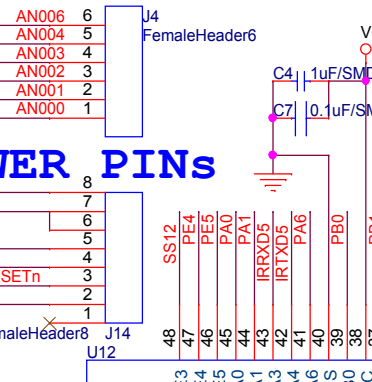 AN006 6 J4
AN004 5 FemaleHeader6
AN003 4
AN002 3
AN001 2
AN000 1
V
C4 1uF/SMD
C7 0.1uF/SM
WER PINs
8
7
6
5
4
SETn 3
2
1
maleHeader8 J14
U12
SS12
PE4
PE5
PA0
PA1
IRRXD5
IRTXD5
PA6
PB0
48
47
46
45
44
43
42
41
40
39
38